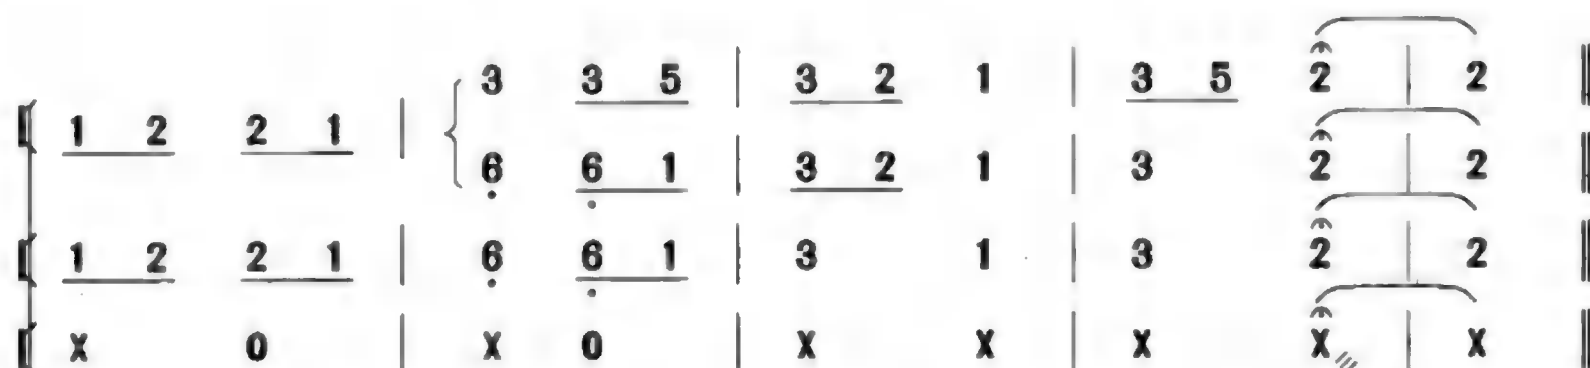 3 3 5 | 3 2 1 | 3 5 2 | 2
1 2 2 1 |
6 6 1 | 3 2 1 | 3 2 | 2
1 2 2 1 | 6 6 1 | 3 1 | 3 2 | 2
X 0 | X 0 | X X | X X | X